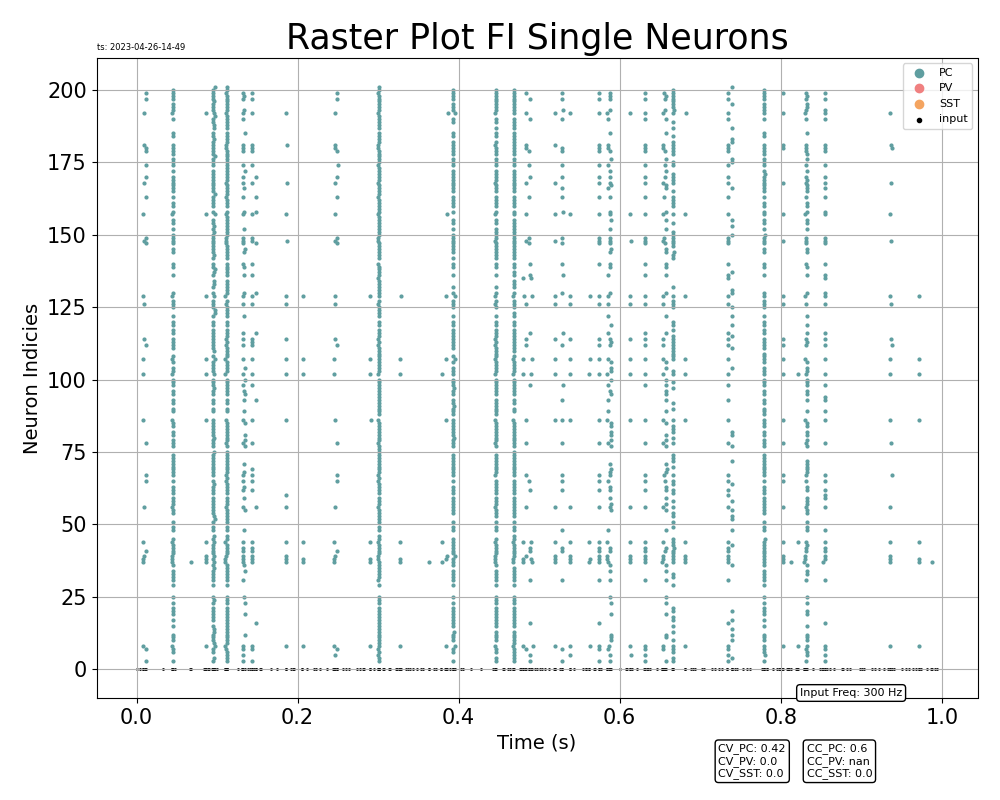 Raster Plot FI Single Neurons
ts: 2023-04-26-14-49
PC
PV
SST
input
200
175
150
125
100
75
50
25
0
Neuron Indicies
0.0 0.2 0.4 0.6 0.8 1.0
Time (s)
Input Freq: 300 Hz
CV_PC: 0.42
CV_PV: 0.0
CV_SST: 0.0
CC_PC: 0.6
CC_PV: nan
CC_SST: 0.0